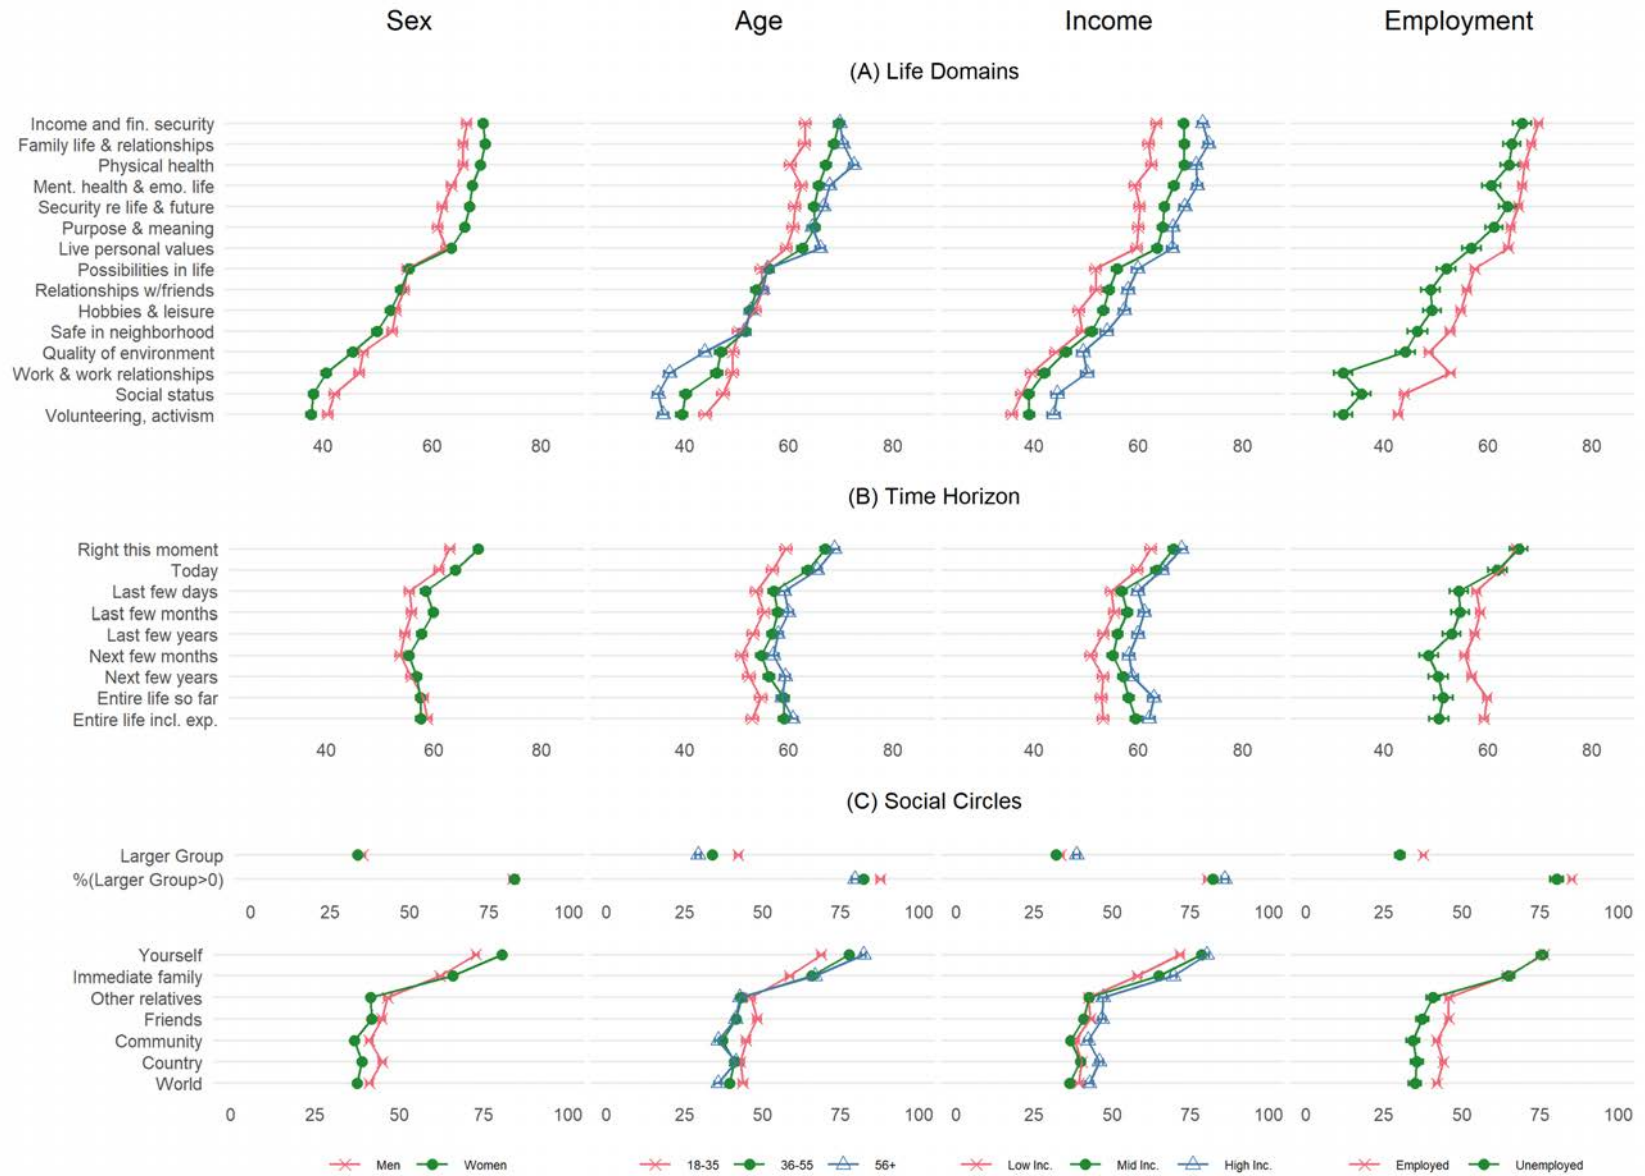 Sex Age Income Employment
(A) Life Domains
Income and fin. security
Family life & relationships
Physical health
Ment. health & emo. life
Security re life & future
Purpose & meaning
Live personal values
Possibilities in life
Relationships w/friends
Hobbies & leisure
Safe in neighborhood
Quality of environment
Work & work relationships
Social status
Volunteering, activism
40 60 80 40 60 80 40 60 80 40 60 80
(B) Time Horizon
Right this moment
Today
Last few days
Last few months
Last few years
Next few months
Next few years
Entire life so far
Entire life incl. exp.
40 60 80 40 60 80 40 60 80 40 60 80
(C) Social Circles
Larger Group
%(Larger Group>0)
0 25 50 75 100 0 25 50 75 100 0 25 50 75 100 0 25 50 75 100
Yourself
Immediate family
Other relatives
Friends
Community
Country
World
0 25 50 75 100 0 25 50 75 100 0 25 50 75 100 0 25 50 75 100
Men Women 18-35 36-55 56+ Low Inc. Mid Inc. High Inc. Employed Unemployed